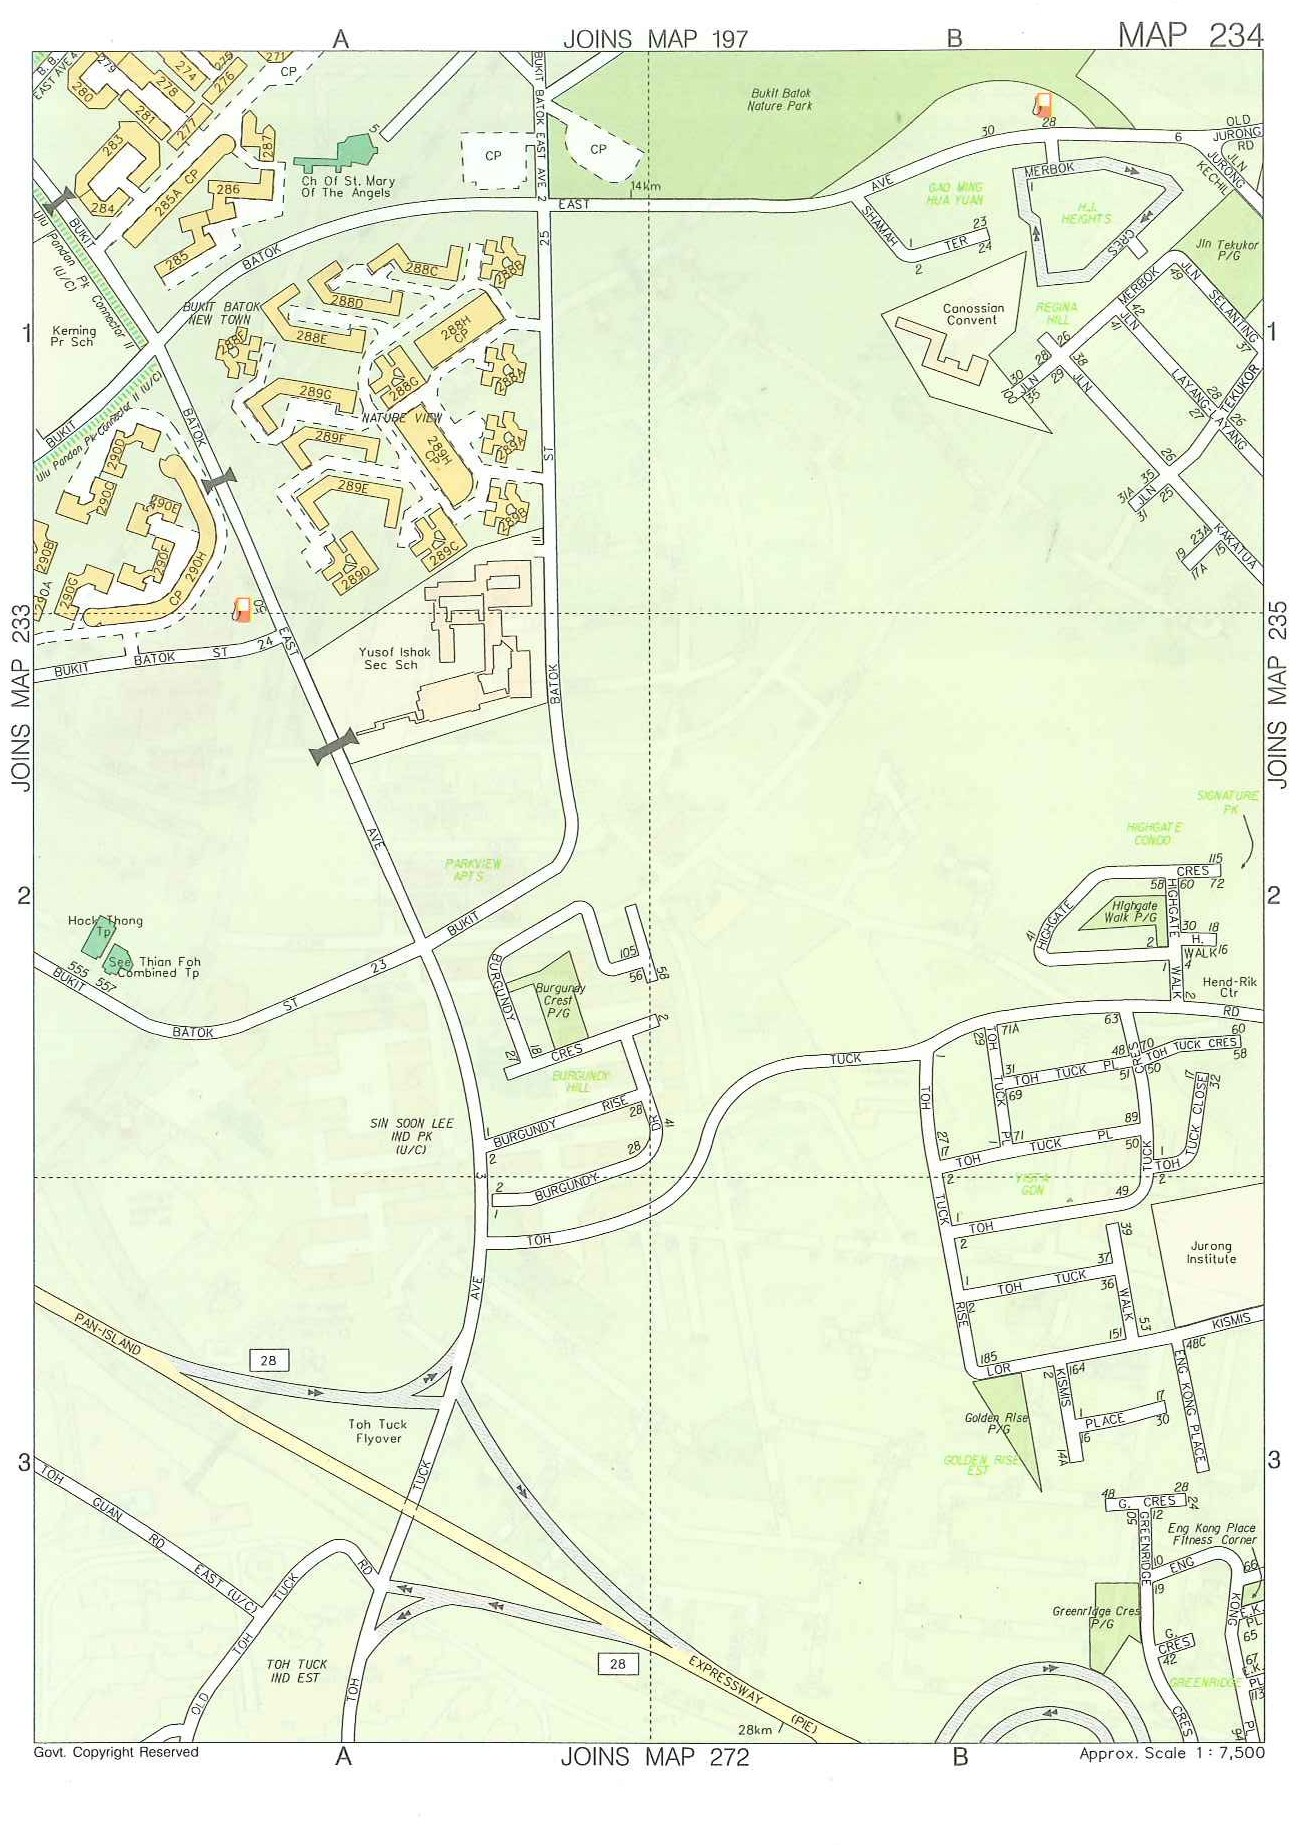 A
JOINS MAP 197
B
MAP 234
B. B.
EAST AVE 4
279
280
274
275
278
276
271
CP
281
277
283
284
285A CP
287
286
285
5
Ch Of St. Mary
Of The Angels
BUKIT BATOK EAST AVE 2
CP
CP
Bukit Batok
Nature Park
14km
EAST
AVE
30
28
6
OLD
JURONG
RD
JLN
KECHIL
JURONG
MERBOK
1
CRES
H.J.
HEIGHTS
GAO MING
HUA YUAN
SHAMAH
TER
1
2
23
24
Jln Tekukor
P/G
Ulu Pandan Pk Connector II
(U/C)
BUKIT
BATOK
BUKIT BATOK
NEW TOWN
Keming
Pr Sch
1
1
288C
288B
288D
288E
288F
288H
CP
288G
288A
289G
NATURE VIEW
289F
289H
CP
289A
289E
289B
289C
289D
25
ST
11
Canossian
Convent
REGINA
HILL
MERBOK
JLN
SELANTING
49
37
42
41
JLN
LAYANG-LAYANG
28
27
26
TEKUKOR
26
28
30
JLN
100
35
38
29
JLN
26
35
31A
JLN
31
25
23A
19
17A
15
KAKATUA
BUKIT
Ulu Pandan Pk Connector II (U/C)
BATOK
290D
290C
290E
290B
290F
290A
290G
CP 290H
50
JOINS MAP 233
JOINS MAP 235
BUKIT
BATOK
ST
24
EAST
Yusof Ishak
Sec Sch
BATOK
AVE
PARKVIEW
APTS
SIGNATURE
PK
HIGHGATE
CONDO
2
2
Hock Thong
Tp
See Thian Foh
Combined Tp
555
557
BUKIT
BATOK
ST
23
BUKIT
BURGUNDY
105
56
58
Burgundy
Crest
P/G
27
18
CRES
2
BURGUNDY
HILL
115
CRES
72
58
60
HIGHGATE
Highgate
Walk P/G
41
HIGHGATE
30
18
H.
WALK
16
2
1
4
WALK
2
Hend-Rik
Ctr
RD
63
TUCK
1
29
71A
TOH
31
TOH
TUCK
PL
48
51
70
50
CRES
TOH
TUCK CRES
60
58
69
TUCK
PL
1
71
TOH
TUCK
PL
89
50
17
32
TUCK CLOSE
TOH
1
2
TUCK
49
TOH
27
17
2
VISTA
GDN
SIN SOON LEE
IND PK
(U/C)
1
2
BURGUNDY
RISE
28
DR
41
28
2
1
BURGUNDY
3
TOH
TUCK
1
2
TOH
39
37
36
TOH
TUCK
1
2
WALK
53
RISE
Jurong
Institute
KISMIS
151
48C
185
LOR
2
164
KISMIS
1
PLACE
17
30
16
14A
ENG KONG PLACE
Golden Rise
P/G
GOLDEN RISE
EST
AVE
PAN-ISLAND
28
Toh Tuck
Flyover
3
3
TUCK
TOH
GUAN
RD
EAST (U/C)
OLD
TOH
TUCK
RD
TOH TUCK
IND EST
TOH
28
EXPRESSWAY
(PIE)
28km
48
G. CRES
28
24
50
12
GREENRIDGE
10
19
ENG
KONG
Eng Kong Place
Fitness Corner
66
E.K.
PL
65
67
E.K.
PL
113
PL
94
Greenridge Cres
P/G
G.
CRES
42
GREENRIDGE
CRES
Govt. Copyright Reserved
A
JOINS MAP 272
B
Approx. Scale 1 : 7,500